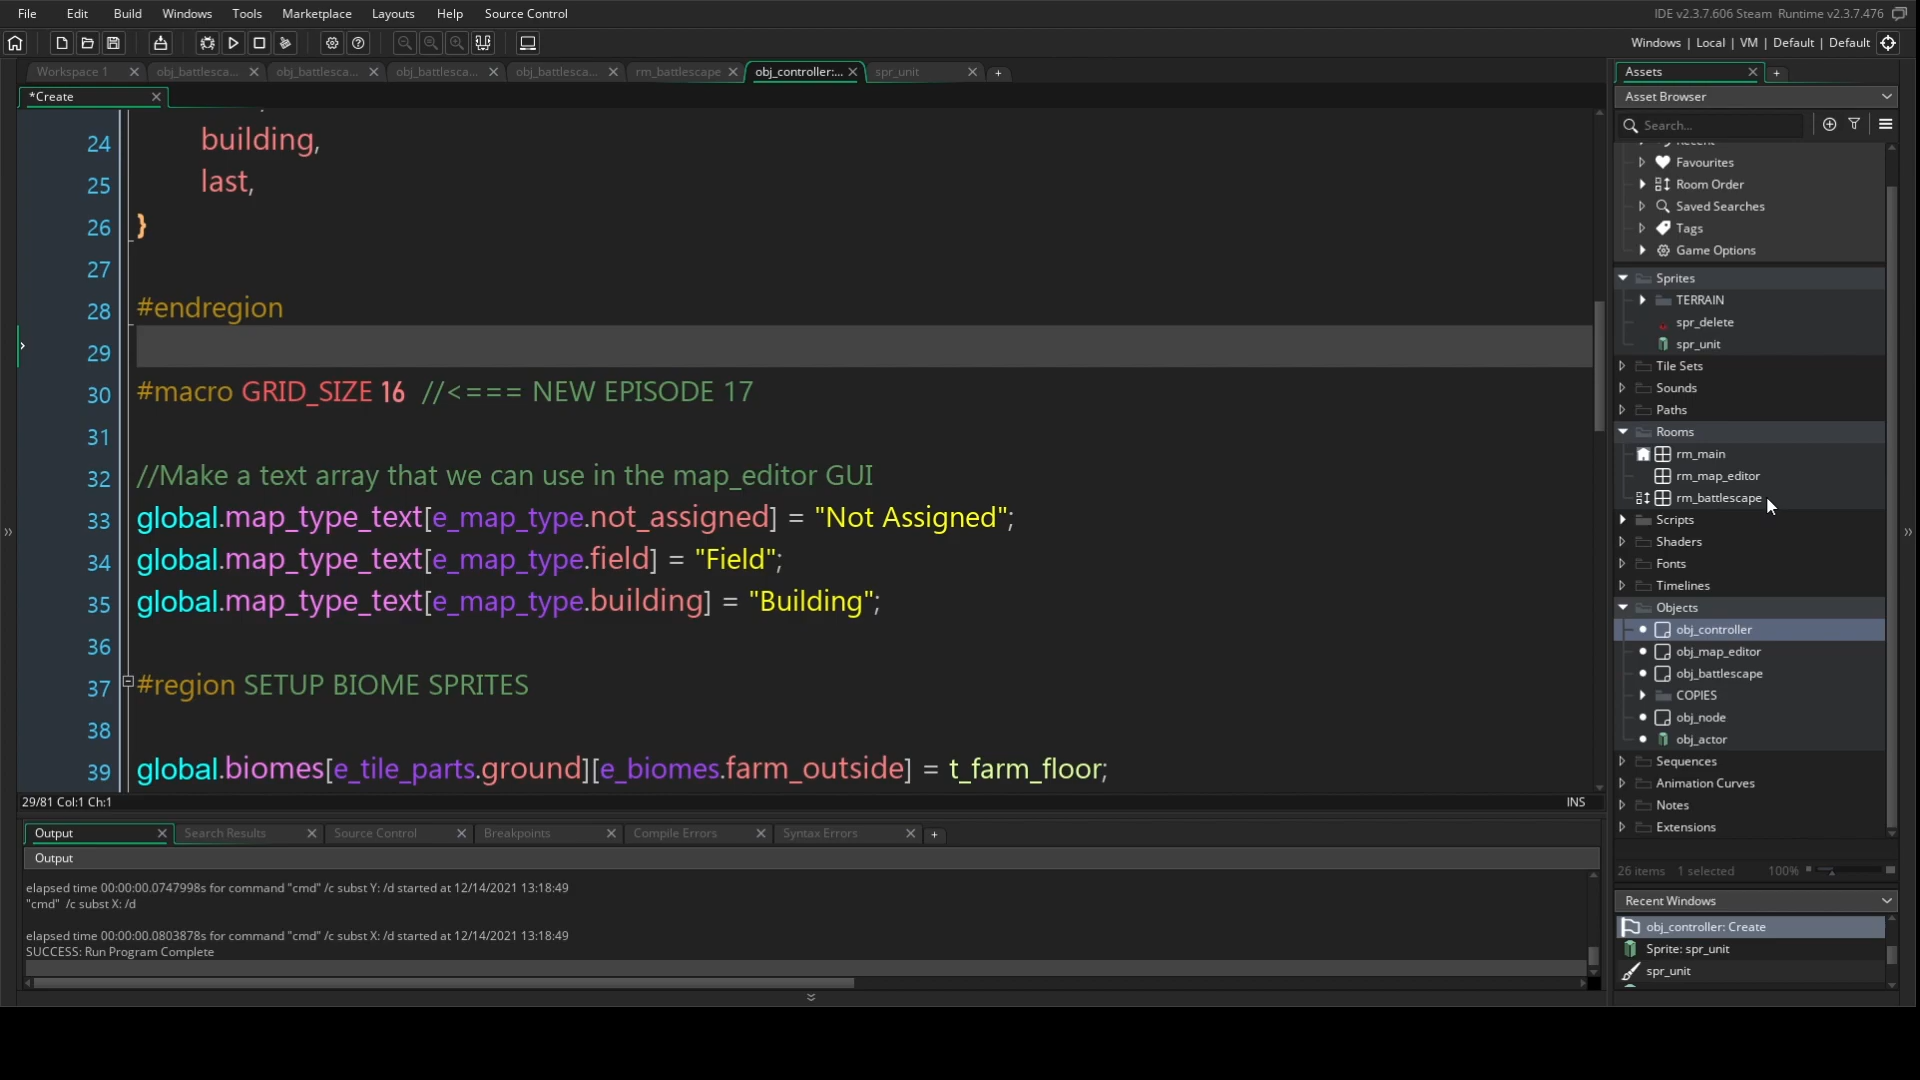 File Edit Build Windows Tools Marketplace Layouts Help Source Control
IDE v2.3.7.606 Steam Runtime v2.3.7.476
Windows | Local | VM | Default | Default
Workspace 1 obj_battlesca... obj_battlesca... obj_battlesca... obj_battlesca... rm_battlescape obj_controller:... spr_unit
*Create
24 building,
25 last,
26 }
27
28 #endregion
29
30 #macro GRID_SIZE 16 //<=== NEW EPISODE 17
31
32 //Make a text array that we can use in the map_editor GUI
33 global.map_type_text[e_map_type.not_assigned] = "Not Assigned";
34 global.map_type_text[e_map_type.field] = "Field";
35 global.map_type_text[e_map_type.building] = "Building";
36
37 #region SETUP BIOME SPRITES
38
39 global.biomes[e_tile_parts.ground][e_biomes.farm_outside] = t_farm_floor;
29/81 Col:1 Ch:1
INS
Output Search Results Source Control Breakpoints Compile Errors Syntax Errors
Output
elapsed time 00:00:00.0747998s for command "cmd" /c subst Y: /d started at 12/14/2021 13:18:49
"cmd" /c subst X: /d
elapsed time 00:00:00.0803878s for command "cmd" /c subst X: /d started at 12/14/2021 13:18:49
SUCCESS: Run Program Complete
Assets
Asset Browser
Search...
Recent
Favourites
Room Order
Saved Searches
Tags
Game Options
Sprites
TERRAIN
spr_delete
spr_unit
Tile Sets
Sounds
Paths
Rooms
rm_main
rm_map_editor
rm_battlescape
Scripts
Shaders
Fonts
Timelines
Objects
obj_controller
obj_map_editor
obj_battlescape
COPIES
obj_node
obj_actor
Sequences
Animation Curves
Notes
Extensions
26 items 1 selected 100%
Recent Windows
obj_controller: Create
Sprite: spr_unit
spr_unit